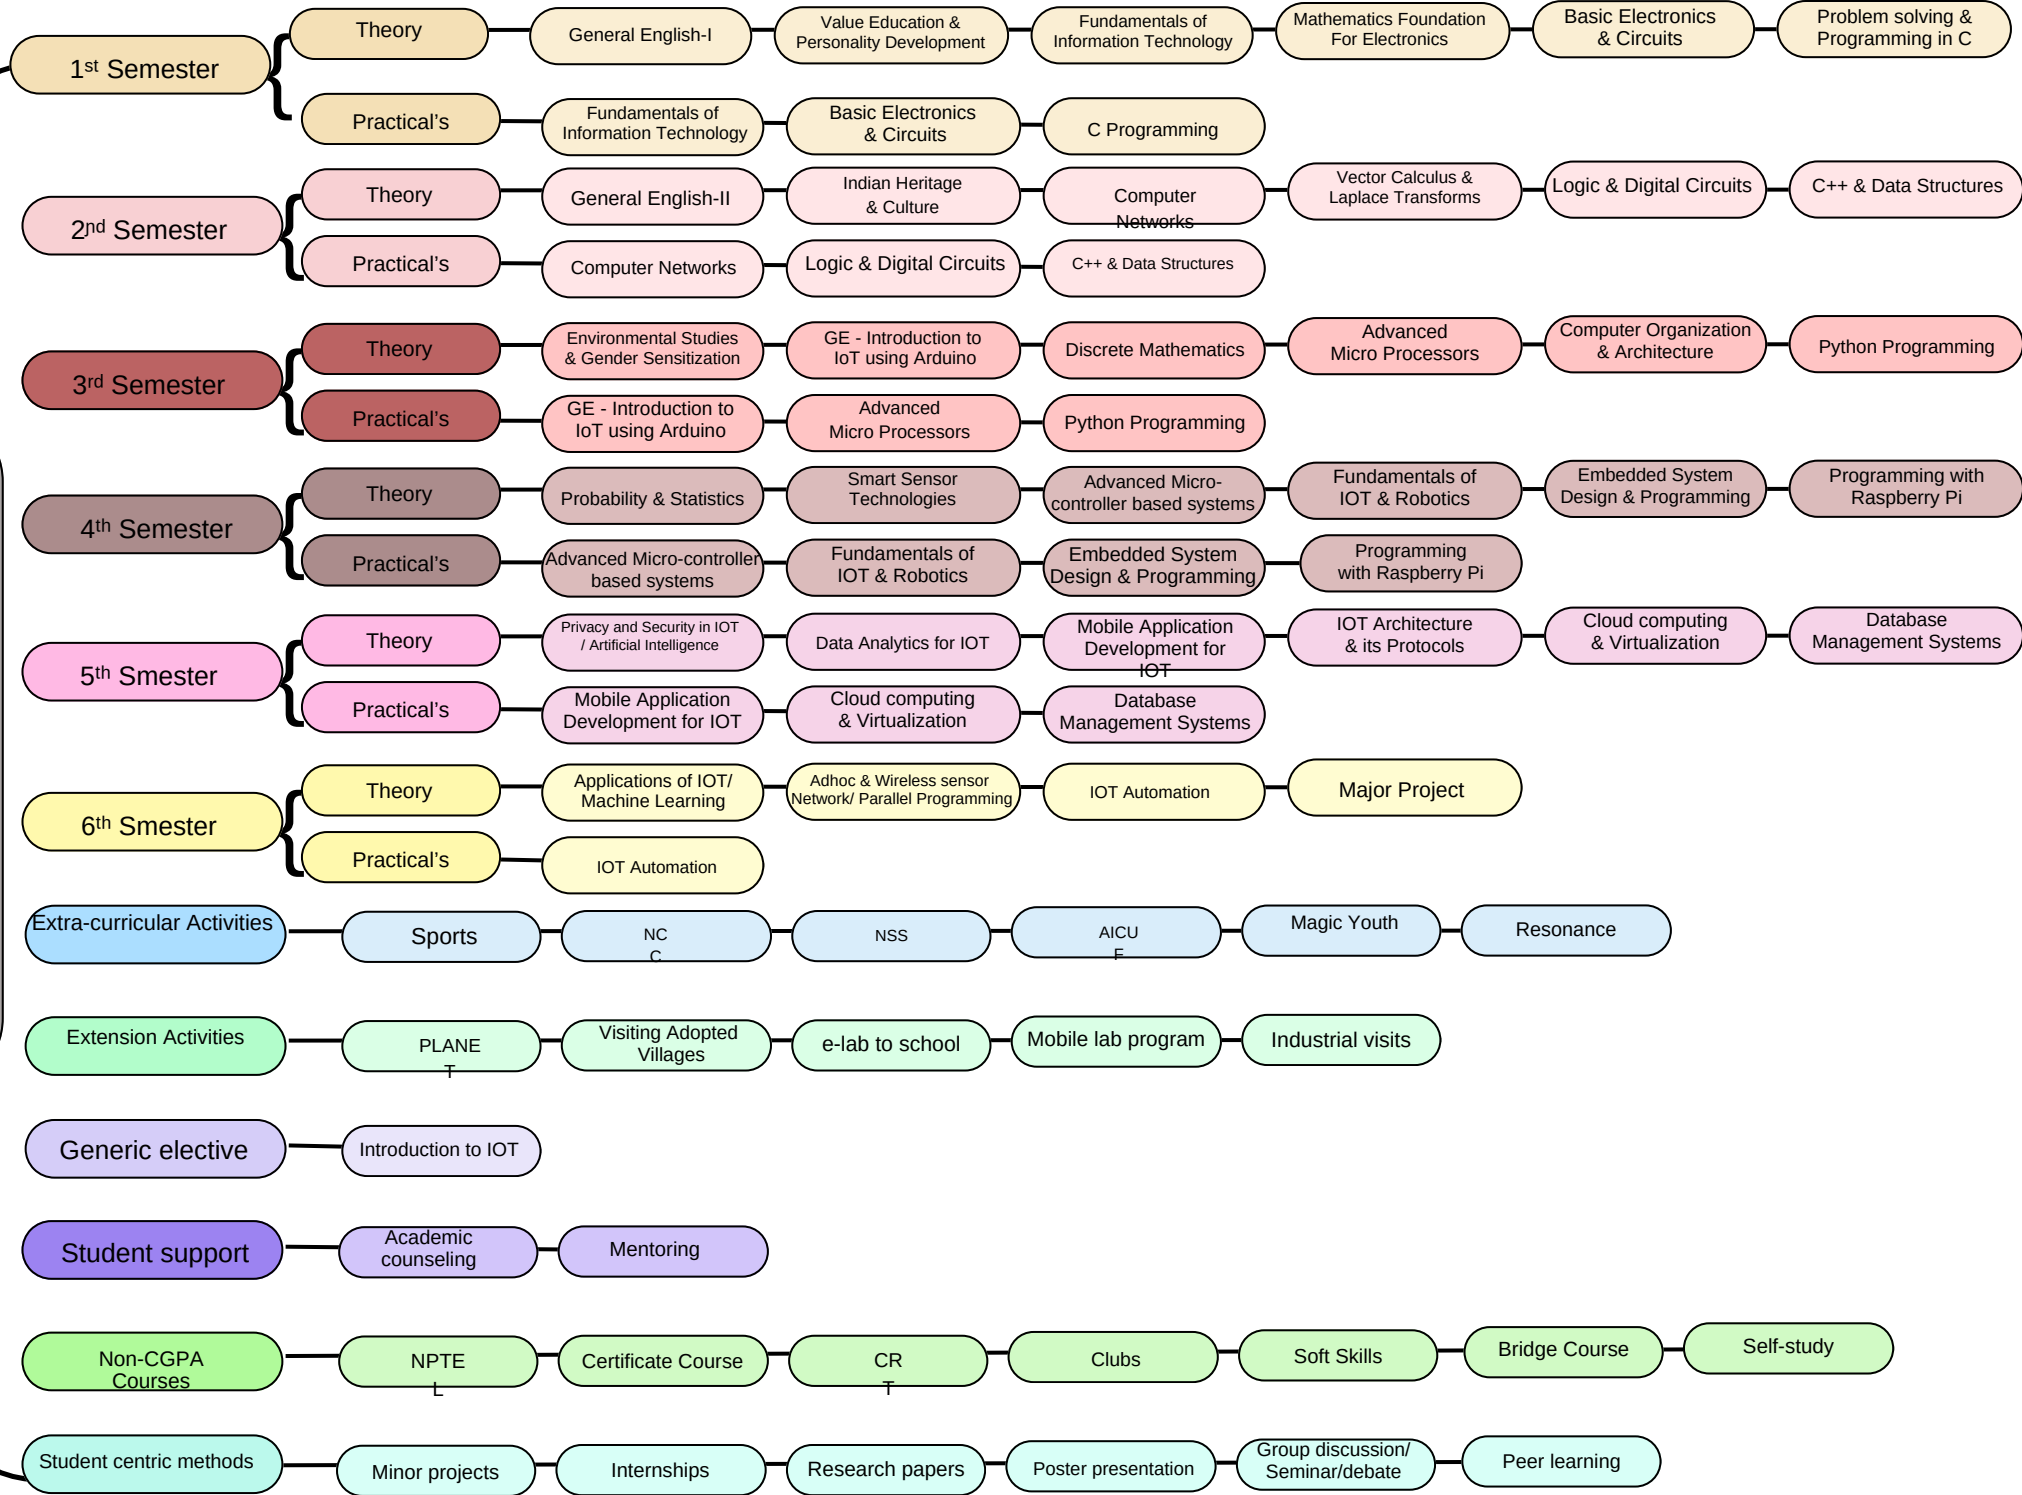 1st Semester
Theory
General English-I
Value Education &
Personality Development
Fundamentals of
Information Technology
Mathematics Foundation
For Electronics
Basic Electronics
& Circuits
Problem solving &
Programming in C
Practical’s
Fundamentals of
Information Technology
Basic Electronics
& Circuits
C Programming
2nd Semester
Theory
General English-II
Indian Heritage
& Culture
Computer
Networks
Vector Calculus &
Laplace Transforms
Logic & Digital Circuits
C++ & Data Structures
Practical’s
Computer Networks
Logic & Digital Circuits
C++ & Data Structures
3rd Semester
Theory
Environmental Studies
& Gender Sensitization
GE - Introduction to
IoT using Arduino
Discrete Mathematics
Advanced
Micro Processors
Computer Organization
& Architecture
Python Programming
Practical’s
GE - Introduction to
IoT using Arduino
Advanced
Micro Processors
Python Programming
4th Semester
Theory
Probability & Statistics
Smart Sensor
Technologies
Advanced Micro-
controller based systems
Fundamentals of
IOT & Robotics
Embedded System
Design & Programming
Programming with
Raspberry Pi
Practical’s
Advanced Micro-controller
based systems
Fundamentals of
IOT & Robotics
Embedded System
Design & Programming
Programming
with Raspberry Pi
5th Smester
Theory
Privacy and Security in IOT
/ Artificial Intelligence
Data Analytics for IOT
Mobile Application
Development for
IOT
IOT Architecture
& its Protocols
Cloud computing
& Virtualization
Database
Management Systems
Practical’s
Mobile Application
Development for IOT
Cloud computing
& Virtualization
Database
Management Systems
6th Smester
Theory
Applications of IOT/
Machine Learning
Adhoc & Wireless sensor
Network/ Parallel Programming
IOT Automation
Major Project
Practical’s
IOT Automation
Extra-curricular Activities
Sports
NC
C
NSS
AICU
F
Magic Youth
Resonance
Extension Activities
PLANE
T
Visiting Adopted
Villages
e-lab to school
Mobile lab program
Industrial visits
Generic elective
Introduction to IOT
Student support
Academic
counseling
Mentoring
Non-CGPA
Courses
NPTE
L
Certificate Course
CR
T
Clubs
Soft Skills
Bridge Course
Self-study
Student centric methods
Minor projects
Internships
Research papers
Poster presentation
Group discussion/
Seminar/debate
Peer learning